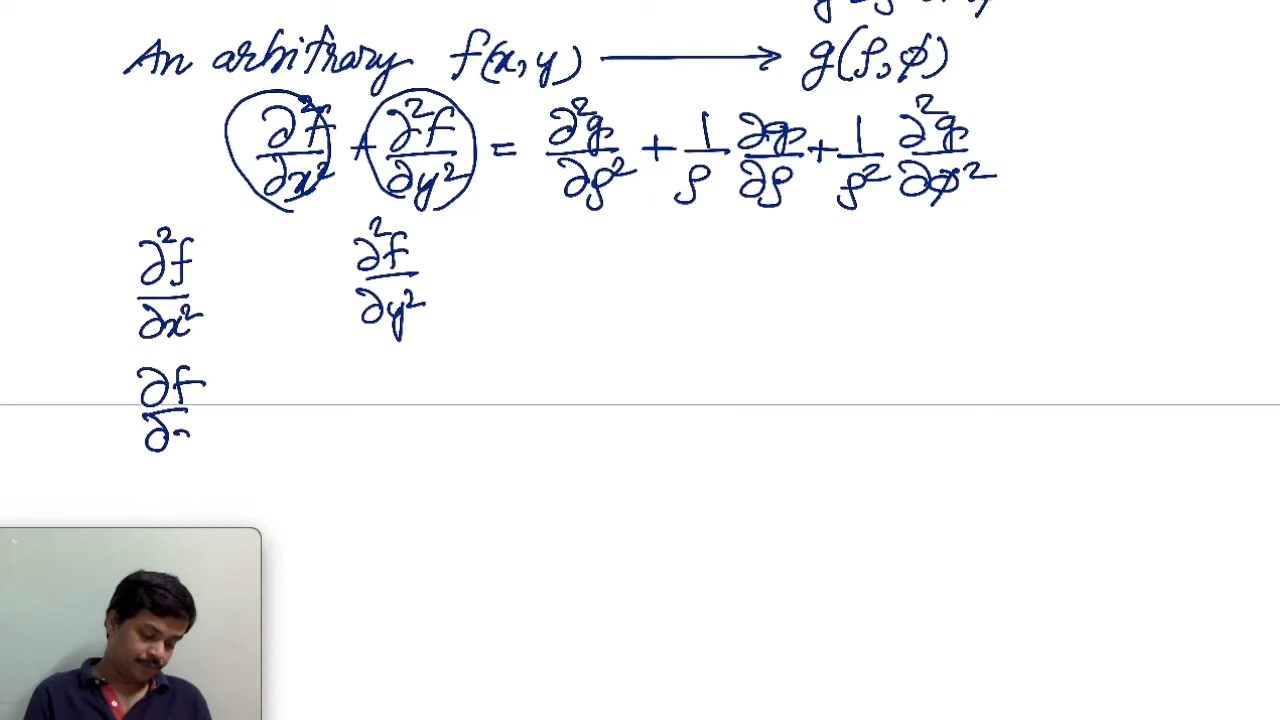 An arbitrary f(x, y) ⟶ g(ρ, φ)
∂²f/∂x² + ∂²f/∂y² = ∂²g/∂ρ² + 1/ρ ∂g/∂ρ + 1/ρ² ∂²g/∂φ²
∂²f/∂x² ∂²f/∂y²
∂f/∂